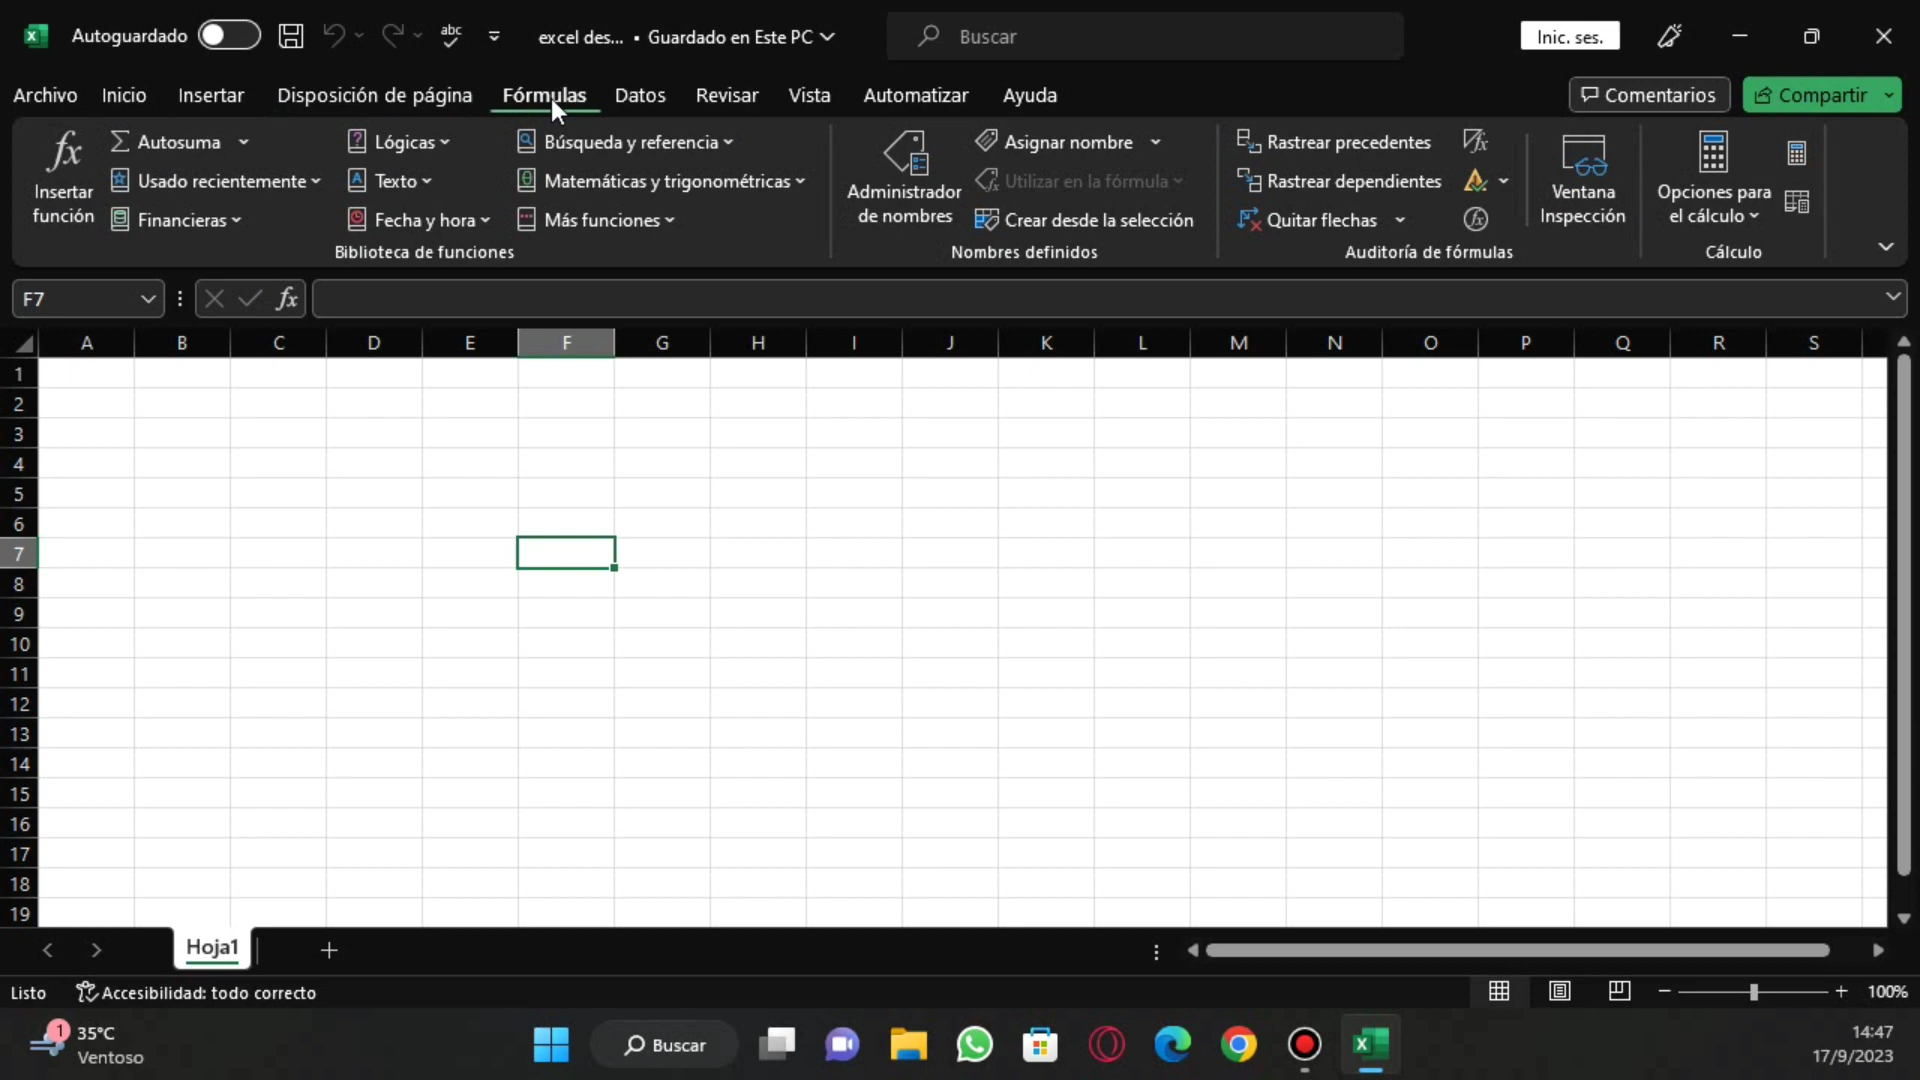 Autoguardado
abc
excel des... • Guardado en Este PC
Buscar
Inic. ses.
Archivo
Inicio
Insertar
Disposición de página
Fórmulas
Datos
Revisar
Vista
Automatizar
Ayuda
Comentarios
Compartir
fx
Insertar
función
Autosuma
Usado recientemente
Financieras
Lógicas
Texto
Fecha y hora
Búsqueda y referencia
Matemáticas y trigonométricas
Más funciones
Biblioteca de funciones
Administrador
de nombres
Asignar nombre
Utilizar en la fórmula
Crear desde la selección
Nombres definidos
Rastrear precedentes
Rastrear dependientes
Quitar flechas
Auditoría de fórmulas
Ventana
Inspección
Opciones para
el cálculo
Cálculo
F7
fx
A B C D E F G H I J K L M N O P Q R S
1
2
3
4
5
6
7
8
9
10
11
12
13
14
15
16
17
18
19
Hoja1
Listo
Accesibilidad: todo correcto
100%
1
35°C
Ventoso
Buscar
14:47
17/9/2023